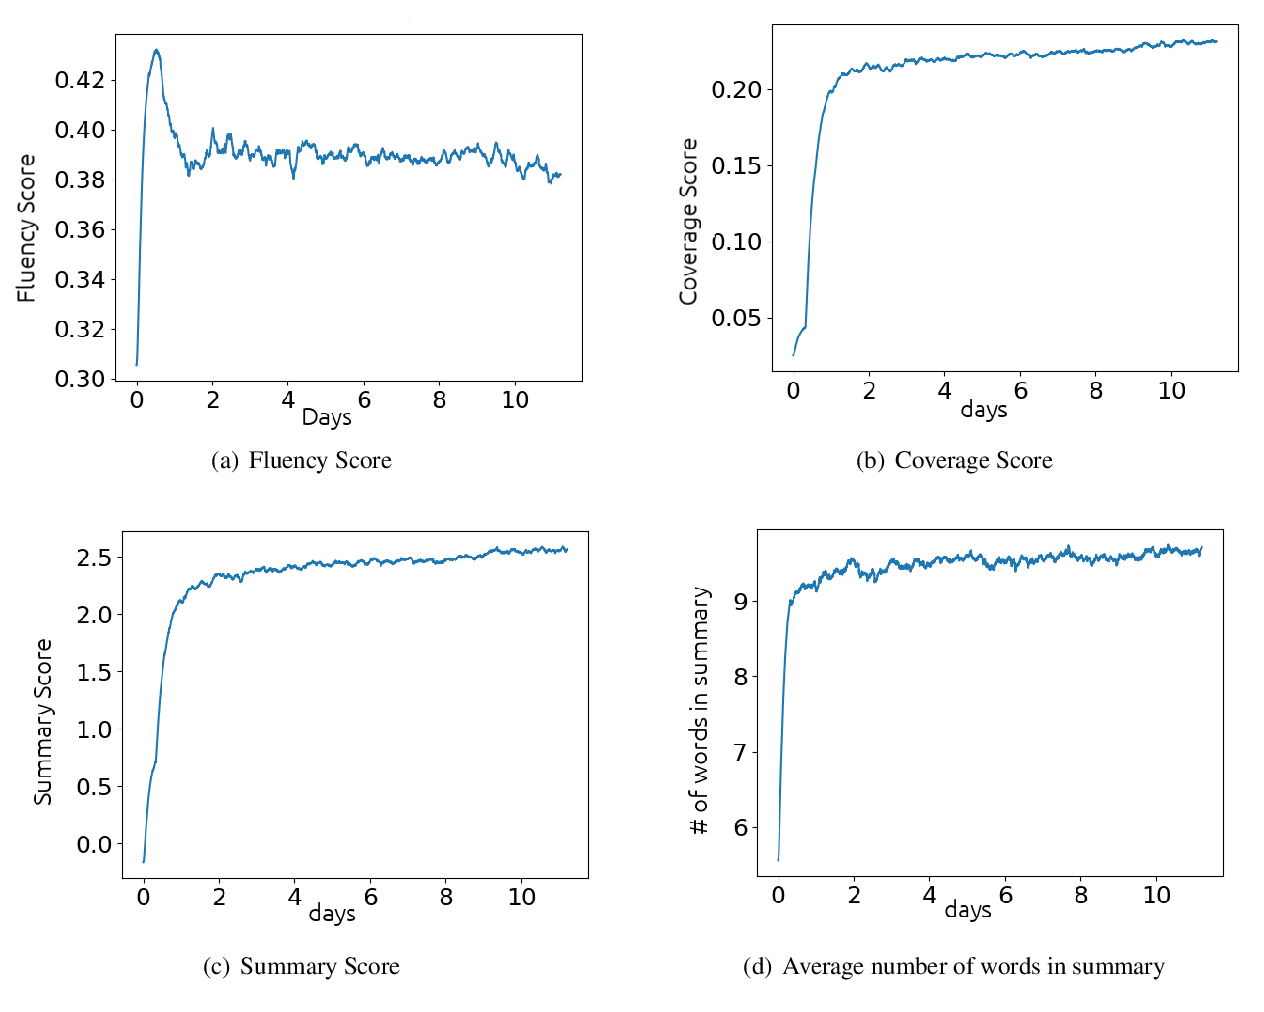 Fluency Score
0.42
0.40
0.38
0.36
0.34
0.32
0.30
0 2 4 6 8 10
Days
(a) Fluency Score
Coverage Score
0.20
0.15
0.10
0.05
0 2 4 6 8 10
days
(b) Coverage Score
Summary Score
2.5
2.0
1.5
1.0
0.5
0.0
0 2 4 6 8 10
days
(c) Summary Score
# of words in summary
9
8
7
6
0 2 4 6 8 10
days
(d) Average number of words in summary